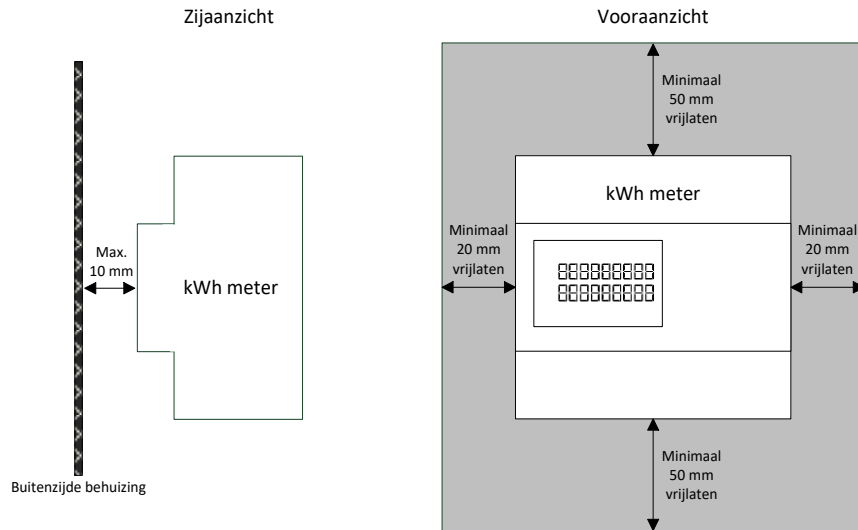 Zijaanzicht
Max.
10 mm
kWh meter
Buitenzijde behuizing
Vooraanzicht
Minimaal
50 mm
vrijlaten
kWh meter
Minimaal
20 mm
vrijlaten
Minimaal
20 mm
vrijlaten
Minimaal
50 mm
vrijlaten